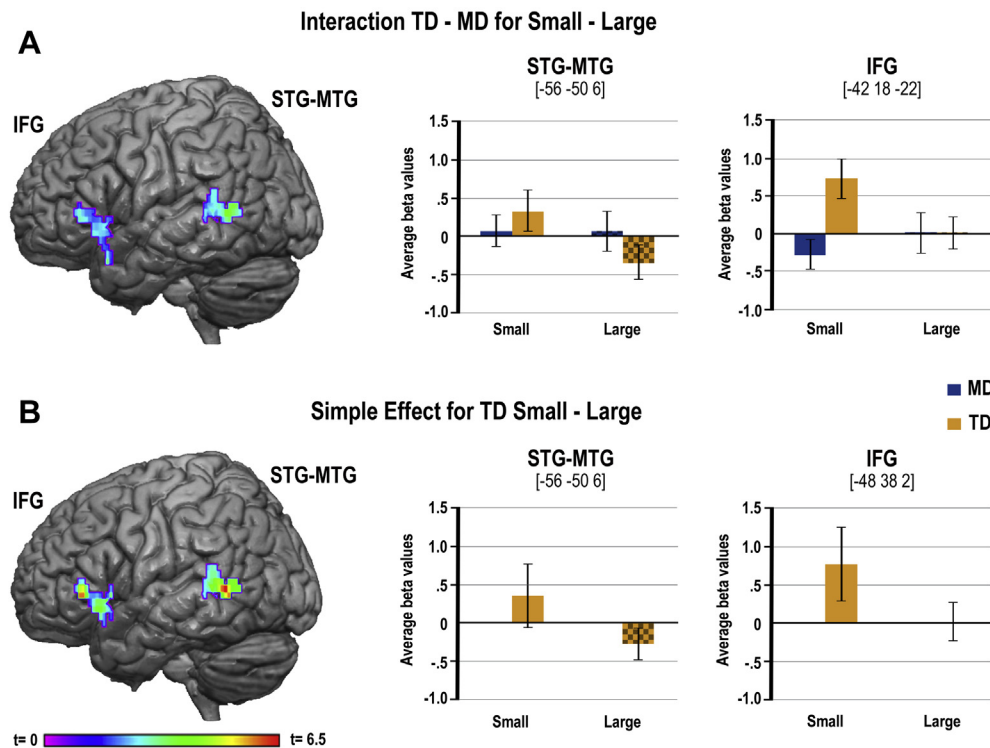 A
Interaction TD - MD for Small - Large
IFG
STG-MTG
STG-MTG
[-56 -50 6]
Average beta values
1.5
1.0
.5
0
-.5
-1.0
Small
Large
IFG
[-42 18 -22]
Average beta values
1.5
1.0
.5
0
-.5
-1.0
Small
Large
MD
TD
B
Simple Effect for TD Small - Large
IFG
STG-MTG
t= 0
t= 6.5
STG-MTG
[-56 -50 6]
Average beta values
1.5
1.0
.5
0
-.5
-1.0
Small
Large
IFG
[-48 38 2]
Average beta values
1.5
1.0
.5
0
-.5
-1.0
Small
Large